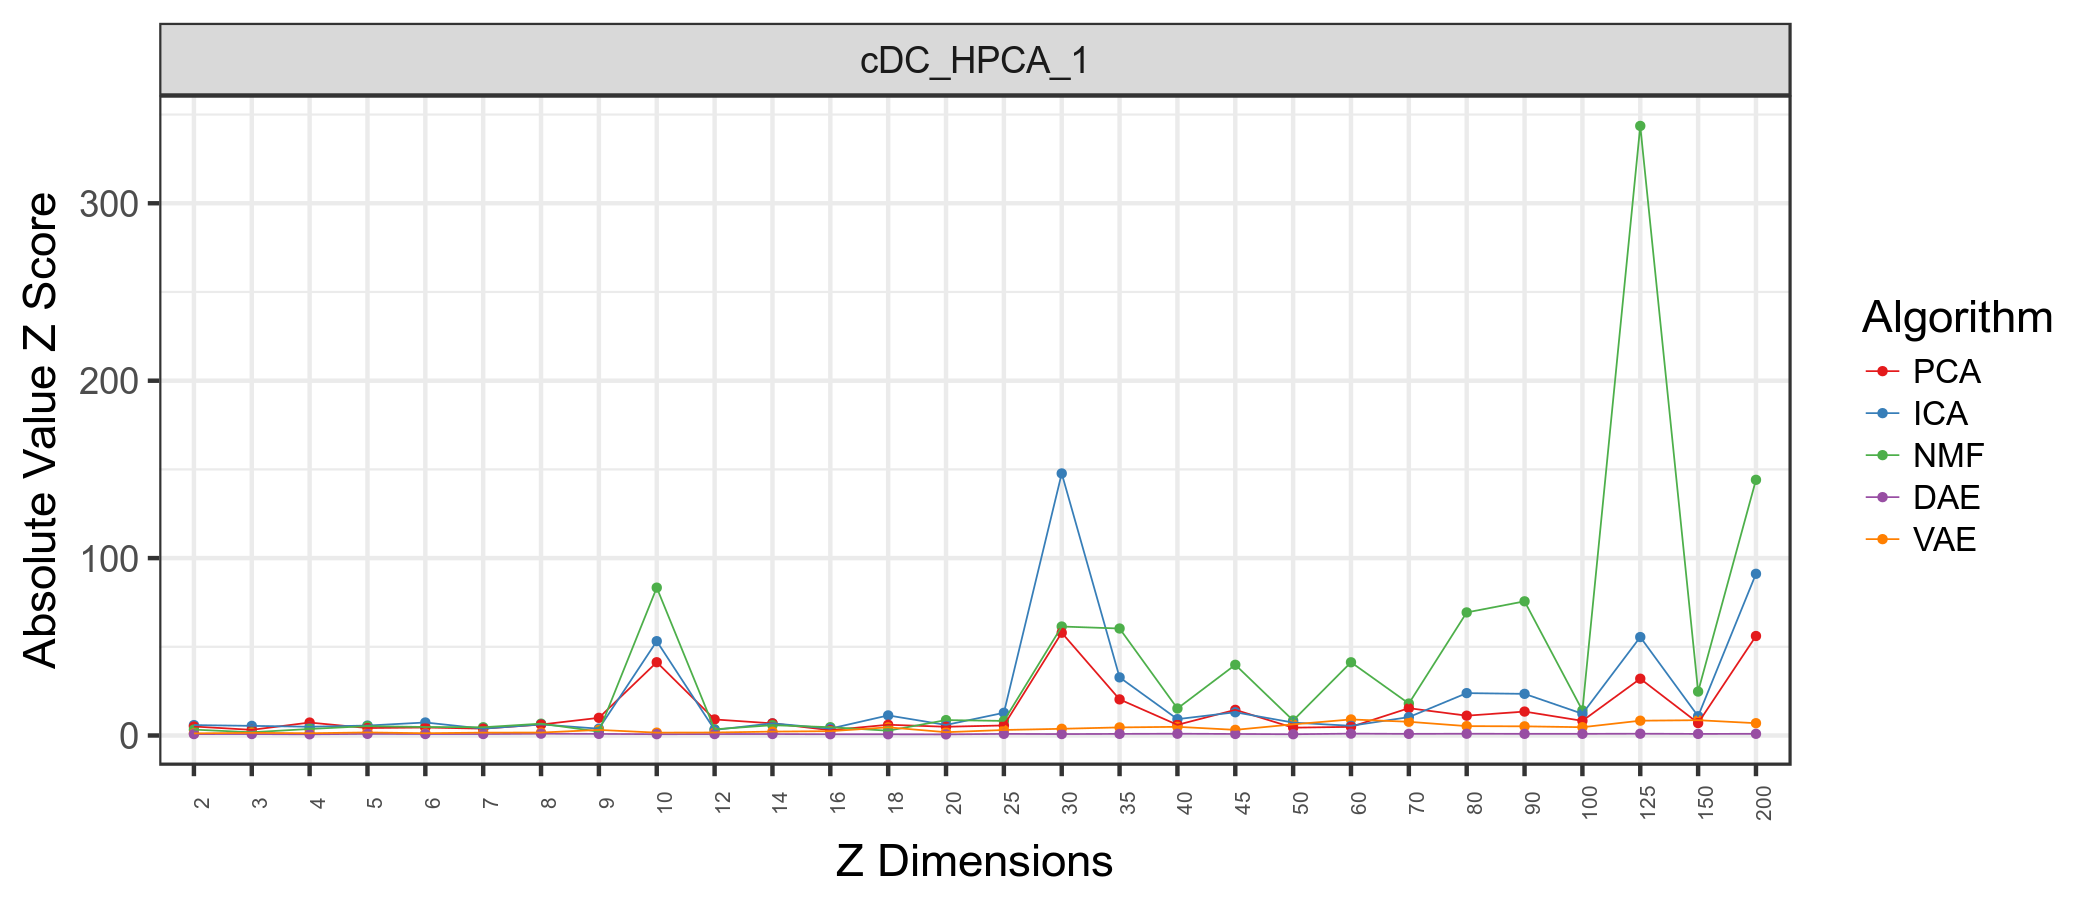 cDC_HPCA_1
Absolute Value Z Score
300
200
100
0
2 3 4 5 6 7 8 9 10 12 14 16 18 20 25 30 35 40 45 50 60 70 80 90 100 125 150 200
Z Dimensions
Algorithm
PCA
ICA
NMF
DAE
VAE